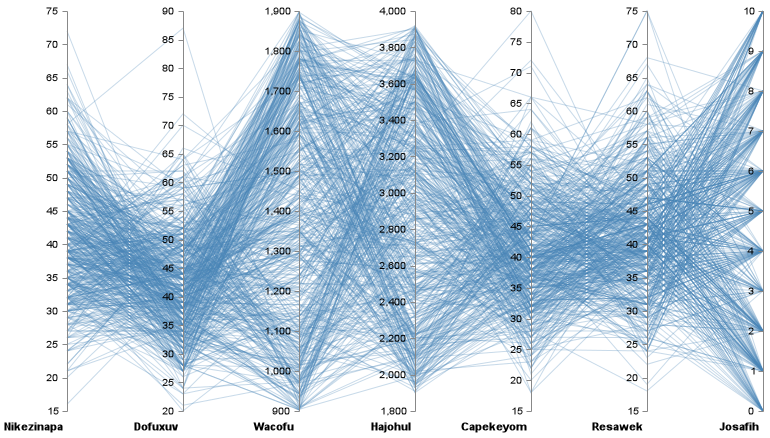 75 90 1,900 4,000 80 75 10
70 85 1,800 3,800 75 70 9
65 80 1,700 3,600 70 65 8
60 75 1,600 3,400 65 60 7
55 70 1,500 3,200 60 55 6
50 65 1,400 3,000 55 50 5
45 60 1,300 2,800 50 45 4
40 55 1,200 2,600 45 40 3
35 50 1,100 2,400 40 35 2
30 45 1,000 2,200 35 30 1
25 40 900 2,000 30 25 0
20 35 1,800 25 20
15 30 20 15
25 15
20
Nikezinapa Dofuxuv Wacofu Hajohul Capekeyom Resawek Josafih